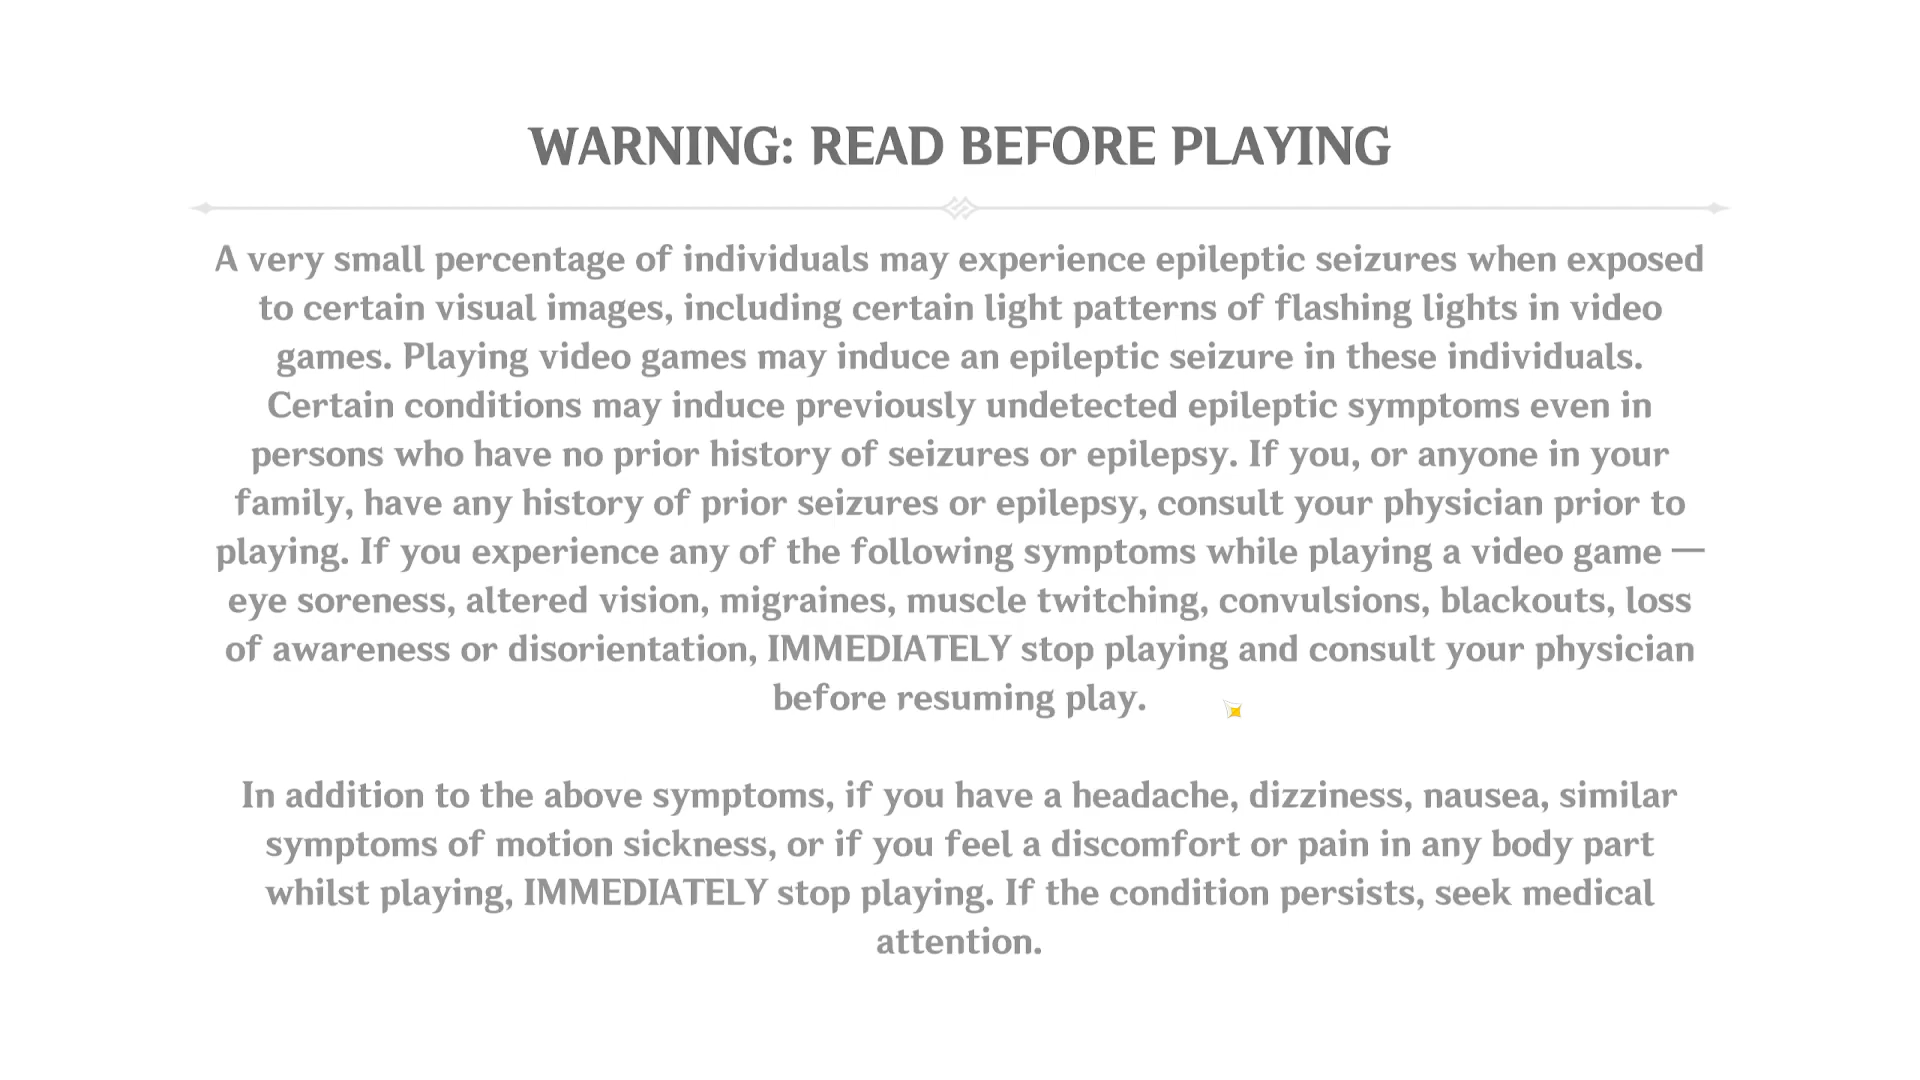 WARNING: READ BEFORE PLAYING
A very small percentage of individuals may experience epileptic seizures when exposed
to certain visual images, including certain light patterns of flashing lights in video
games. Playing video games may induce an epileptic seizure in these individuals.
Certain conditions may induce previously undetected epileptic symptoms even in
persons who have no prior history of seizures or epilepsy. If you, or anyone in your
family, have any history of prior seizures or epilepsy, consult your physician prior to
playing. If you experience any of the following symptoms while playing a video game —
eye soreness, altered vision, migraines, muscle twitching, convulsions, blackouts, loss
of awareness or disorientation, IMMEDIATELY stop playing and consult your physician
before resuming play.
In addition to the above symptoms, if you have a headache, dizziness, nausea, similar
symptoms of motion sickness, or if you feel a discomfort or pain in any body part
whilst playing, IMMEDIATELY stop playing. If the condition persists, seek medical
attention.